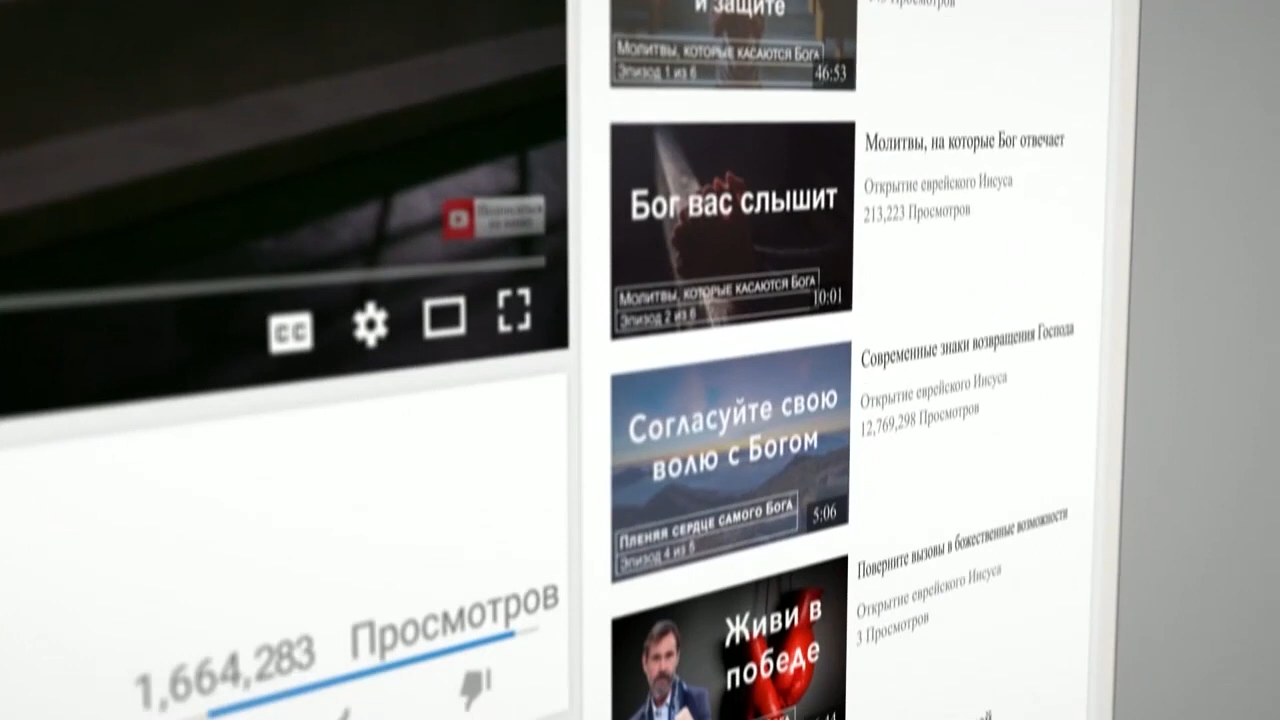 и защите
Молитвы, которые касаются Бога
Эпизод 1 из 6
46:53
Просмотров
Бог вас слышит
Молитвы, которые касаются Бога
Эпизод 2 из 6
10:01
Молитвы, на которые Бог отвечает
Открытие еврейского Иисуса
213,223 Просмотров
Согласуйте свою
волю с Богом
Пленяя сердце самого Бога
Эпизод 4 из 6
5:06
Современные знаки возвращения Господа
Открытие еврейского Иисуса
12,769,298 Просмотров
Живи в
победе
Поверните вызовы в божественные возможности
Открытие еврейского Иисуса
3 Просмотров
CC
1,664,283 Просмотров